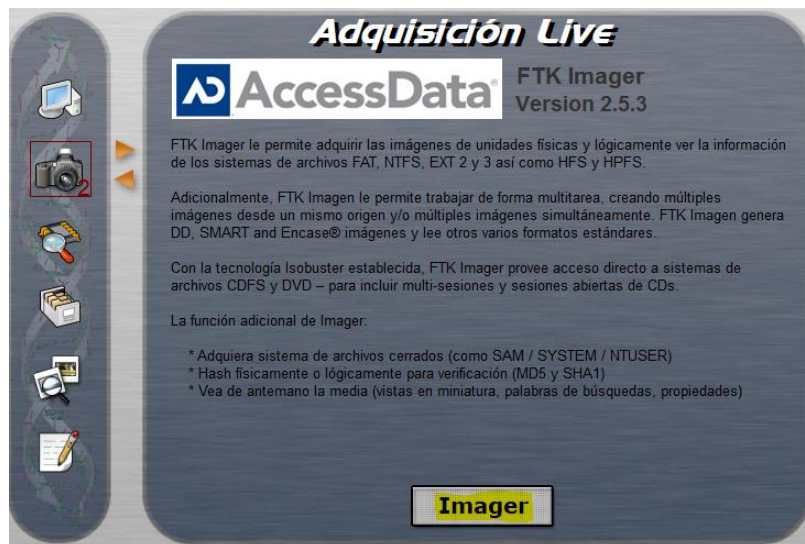 Adquisición Live
AccessData®
FTK Imager
Version 2.5.3
FTK Imager le permite adquirir las imágenes de unidades físicas y lógicamente ver la información
de los sistemas de archivos FAT, NTFS, EXT 2 y 3 así como HFS y HPFS.
Adicionalmente, FTK Imagen le permite trabajar de forma multitarea, creando múltiples
imágenes desde un mismo origen y/o múltiples imágenes simultáneamente. FTK Imagen genera
DD, SMART and Encase® imágenes y lee otros varios formatos estándares.
Con la tecnología Isobuster establecida, FTK Imager provee acceso directo a sistemas de
archivos CDFS y DVD – para incluir multi-sesiones y sesiones abiertas de CDs.
La función adicional de Imager:
* Adquiera sistema de archivos cerrados (como SAM / SYSTEM / NTUSER)
* Hash físicamente o lógicamente para verificación (MD5 y SHA1)
* Vea de antemano la media (vistas en miniatura, palabras de búsquedas, propiedades)
2
Imager